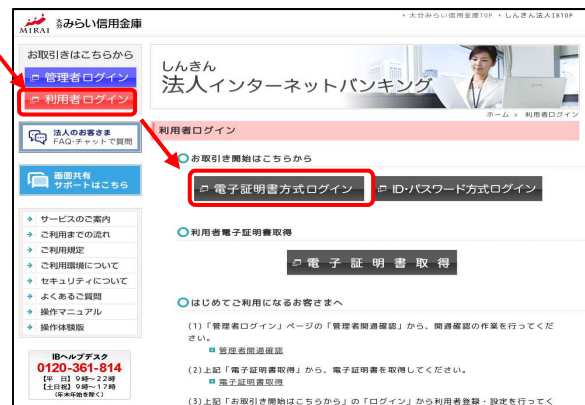 MIRAI 大分みらい信用金庫
大分みらい信用金庫TOP
しんきん法人IBTOP
お取引きはこちらから
管理者ログイン
利用者ログイン
法人のお客さま
FAQ・チャットで質問
画面共有
サポートはこちら
サービスのご案内
ご利用までの流れ
ご利用規定
ご利用環境について
セキュリティについて
よくあるご質問
操作マニュアル
操作体験版
IBヘルプデスク
0120-361-814
【平 日】9時~22時
【土日祝】9時~17時
(年末年始を除く)
しんきん
法人インターネットバンキング
ホーム > 利用者ログイン
利用者ログイン
お取引き開始はこちらから
電子証明書方式ログイン
ID・パスワード方式ログイン
利用者電子証明書取得
電子証明書取得
はじめてご利用になるお客さまへ
(1)「管理者ログイン」ページの「管理者開通確認」から、開通確認の作業を行ってくだ
さい。
管理者開通確認
(2)上記「電子証明書取得」から、電子証明書を取得してください。
電子証明書取得
(3)上記「お取引き開始はこちらから」の「ログイン」から利用者登録・設定を行ってく